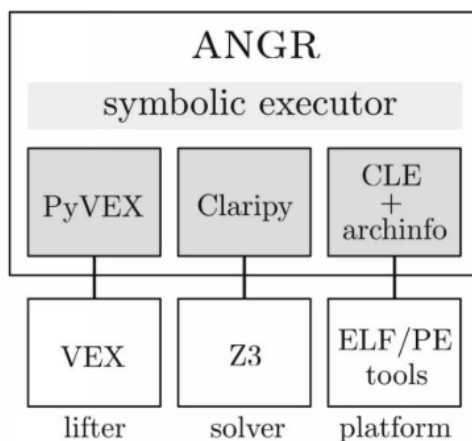 ANGR
symbolic executor
PyVEX
Claripy
CLE
+
archinfo
VEX
Z3
ELF/PE
tools
lifter
solver
platform